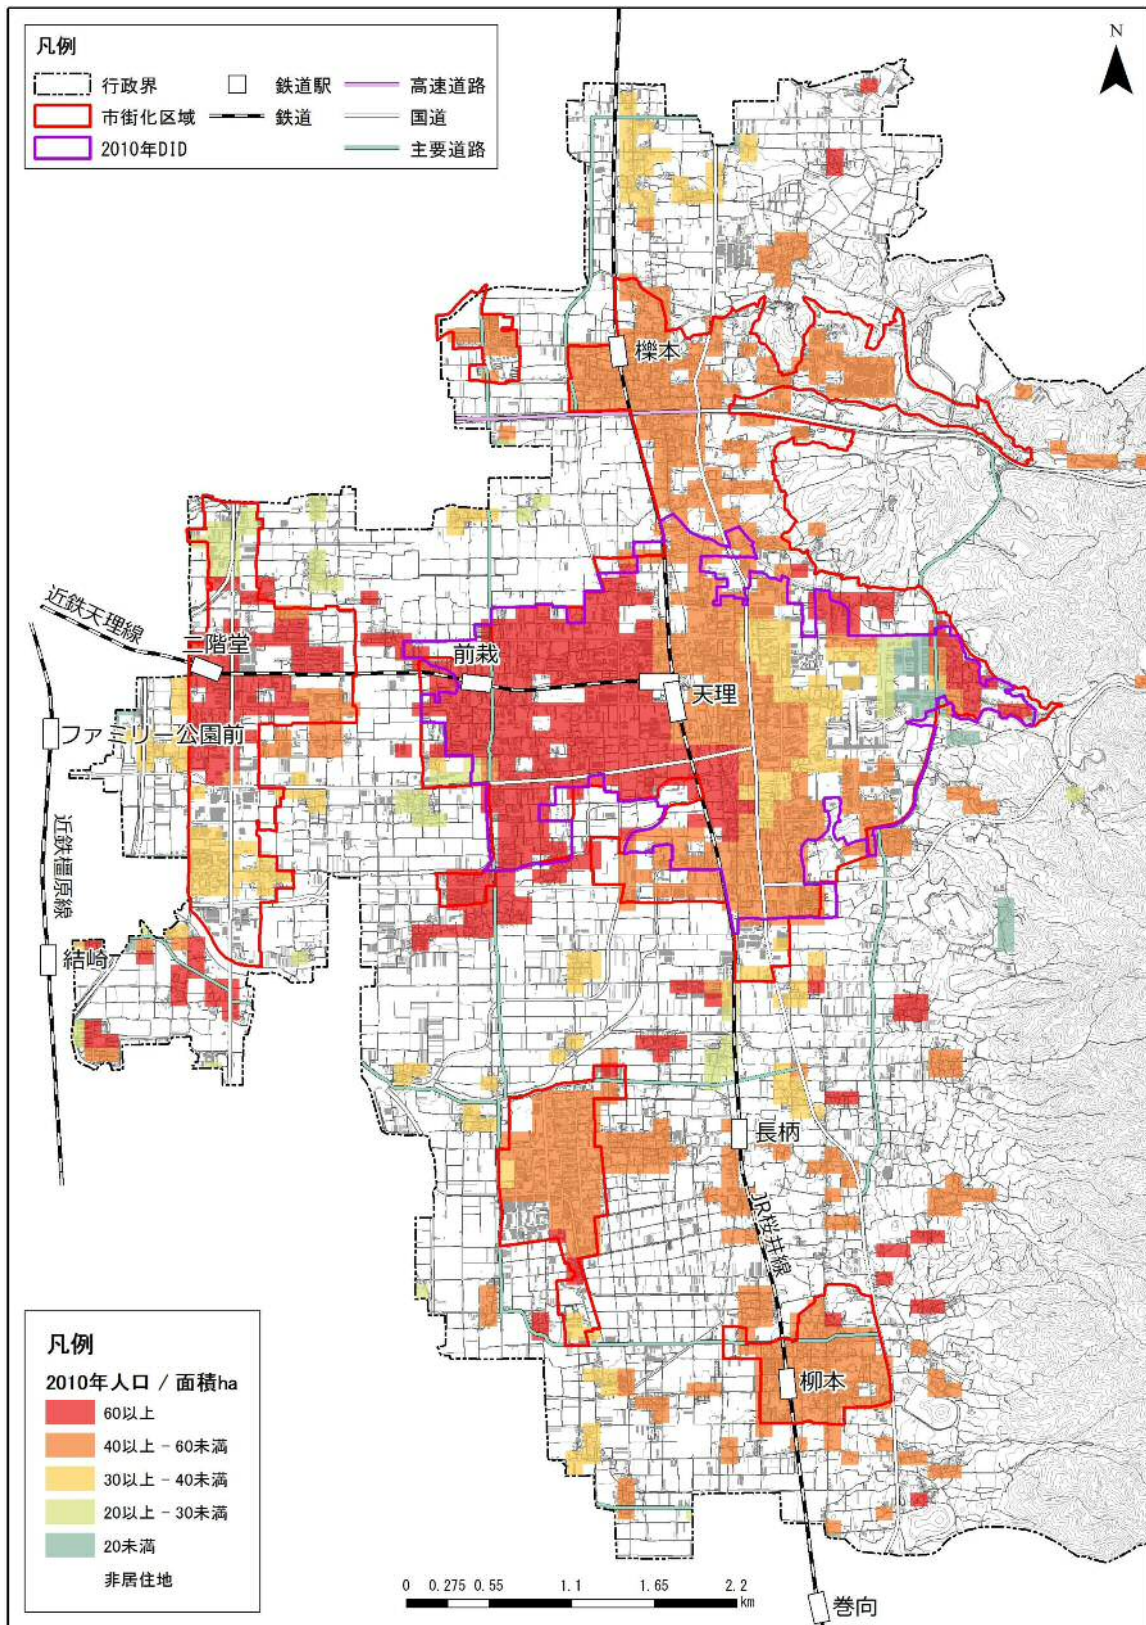 凡例
行政界
鉄道駅
高速道路
市街化区域
鉄道
国道
2010年DID
主要道路
N
櫟本
近鉄天理線
二階堂
前栽
天理
ファミリー公園前
近鉄橿原線
結崎
長柄
JR桜井線
柳本
巻向
凡例
2010年人口 / 面積ha
60以上
40以上 - 60未満
30以上 - 40未満
20以上 - 30未満
20未満
非居住地
0 0.275 0.55 1.1 1.65 2.2
km